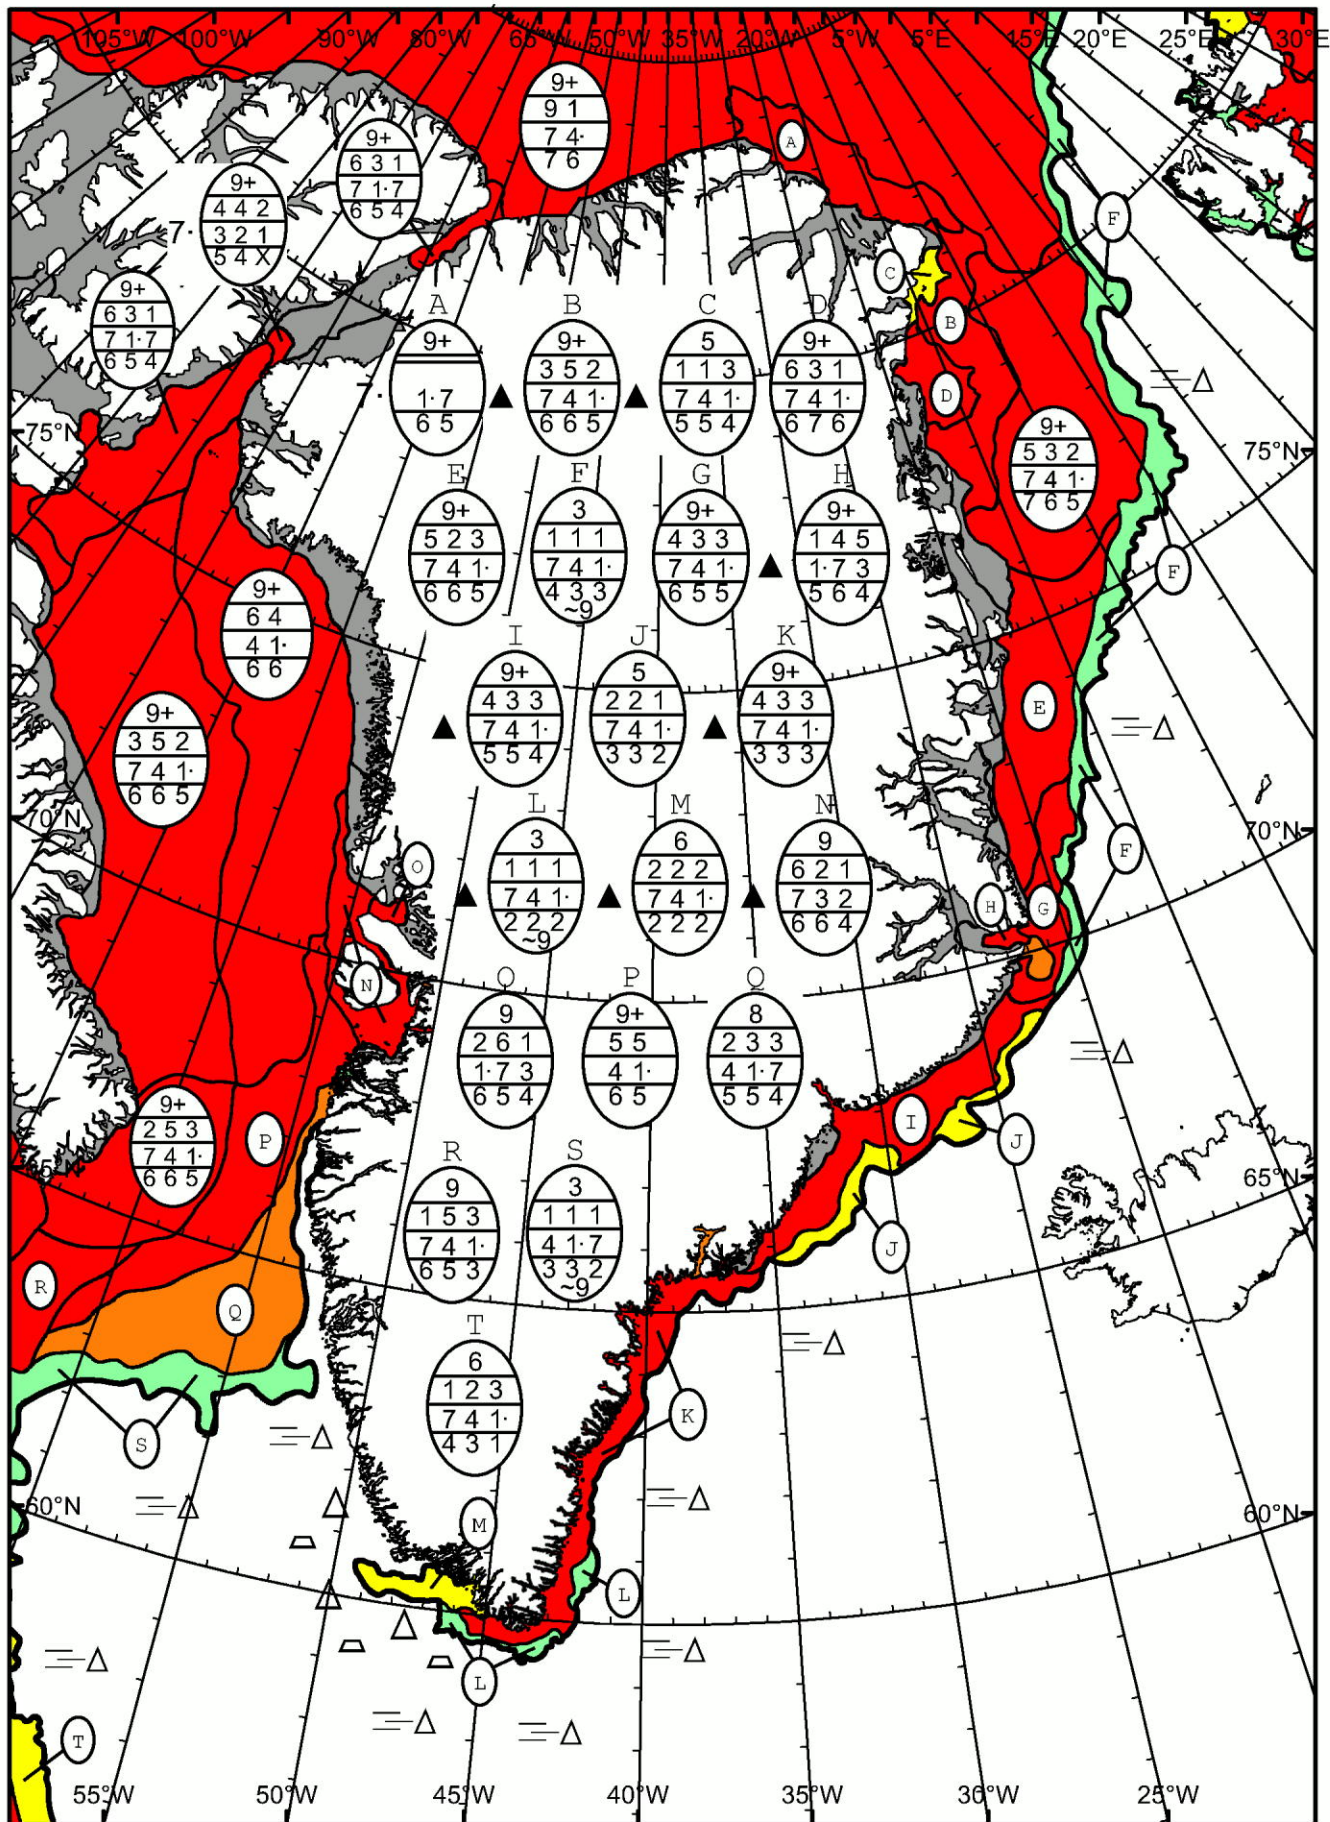 105°W 100°W 90°W 80°W 65°W 50°W 35°W 20°W 5°W 5°E 15°E 20°E 25°E 30°E
9+
9 1
7 4·
7 6
A
9+
6 3 1
7 1·7
6 5 4
9+
4 4 2
7· 3 2 1
5 4 X
F
C
9+
6 3 1
7 1·7
6 5 4
B
A B C D
9+ 9+ 5 9+
3 5 2 1 1 3 6 3 1
7· 1·7 7 4 1· 7 4 1· 7 4 1·
6 5 6 6 5 5 5 4 6 7 6
D
75°N 75°N
9+
5 3 2
7 4 1·
7 6 5
E F G H
9+ 3 9+ 9+
5 2 3 1 1 1 4 3 3 1 4 5
7 4 1· 7 4 1· 7 4 1· 1·7 3
6 6 5 4 3 3 6 5 5 5 6 4
~9
F
9+
6 4
4 1·
6 6
I J K
9+ 5 9+
4 3 3 2 2 1 4 3 3
7 4 1· 7 4 1· 7 4 1·
5 5 4 3 3 2 3 3 3
E
9+
3 5 2
7 4 1·
6 6 5
70°N 70°N
L M N
3 6 9
1 1 1 2 2 2 6 2 1
7 4 1· 7 4 1· 7 3 2
2 2 2 2 2 2 6 6 4
~9
O
F
H G
N
O P Q
9 9+ 8
2 6 1 5 5 2 3 3
1·7 3 4 1· 4 1·7
6 5 4 6 5 5 5 4
9+
2 5 3
7 4 1·
6 6 5
P
I
J
65°N 65°N
R S
9 3
1 5 3 1 1 1
7 4 1· 4 1·7
6 5 3 3 3 2
~9
J
R
Q
T
6
1 2 3
7 4 1·
4 3 1
K
S
60°N 60°N
M
L
L
T
55°W 50°W 45°W 40°W 35°W 30°W 25°W